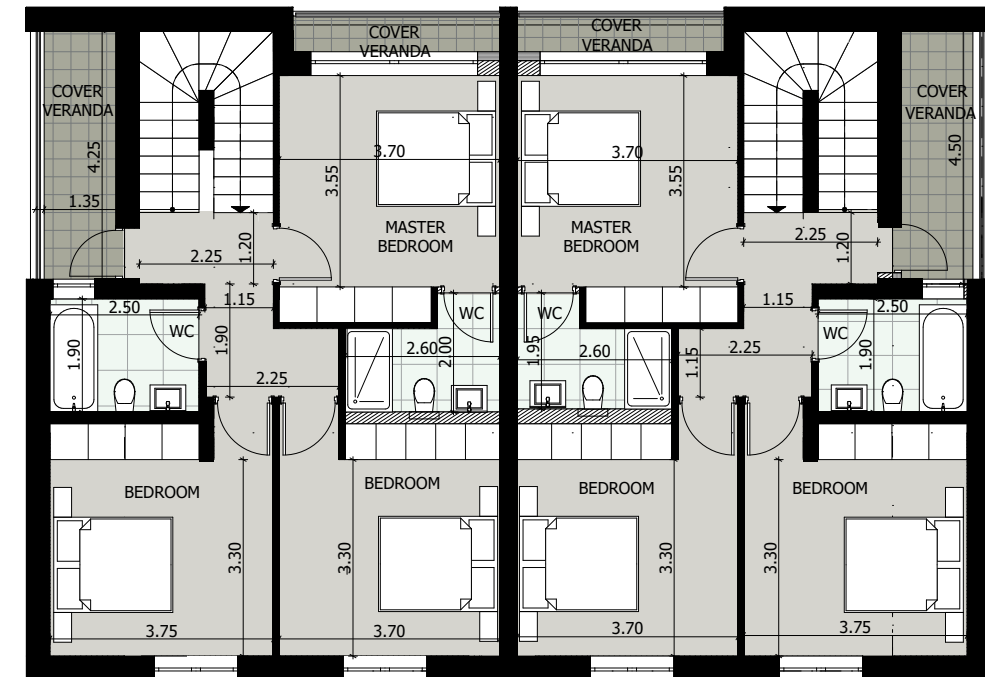 COVER
VERANDA
COVER
VERANDA
COVER
VERANDA
COVER
VERANDA
4.25
4.50
1.35
3.70
3.70
3.55
3.55
MASTER
BEDROOM
MASTER
BEDROOM
2.25
1.20
2.25
1.20
2.50
1.15
WC
WC
1.15
2.50
WC
WC
1.90
1.90
2.60
2.00
1.95
2.60
1.15
2.25
1.90
2.25
BEDROOM
BEDROOM
BEDROOM
BEDROOM
3.30
3.30
3.30
3.30
3.75
3.70
3.70
3.75